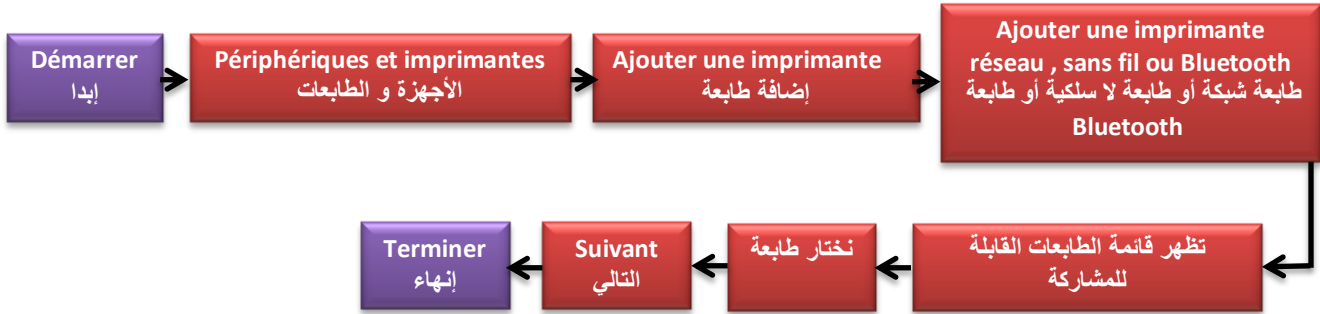 Démarrer
إبدا
Périphériques et imprimantes
الأجهزة و الطابعات
Ajouter une imprimante
إضافة طابعة
Ajouter une imprimante
réseau , sans fil ou Bluetooth
طابعة شبكة أو طابعة لا سلكية أو طابعة
Bluetooth
تظهر قائمة الطابعات القابلة
للمشاركة
نختار طابعة
Suivant
التالي
Terminer
إنهاء